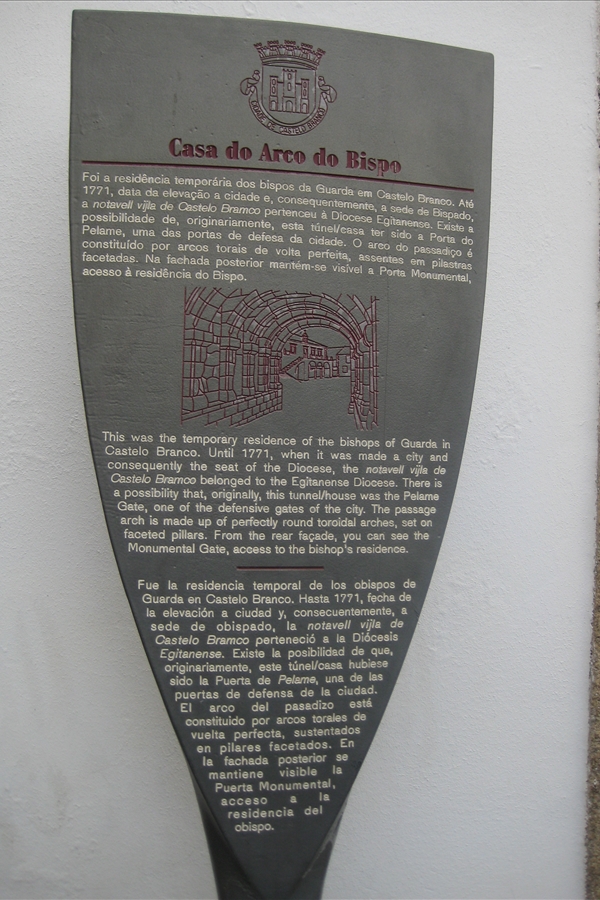 CIDADE DE CASTELO BRANCO
Casa do Arco do Bispo
Foi a residência temporária dos bispos da Guarda em Castelo Branco. Até
1771, data da elevação a cidade e, consequentemente, a sede de Bispado,
a notavell vijla de Castelo Bramco pertenceu à Diocese Egitanense. Existe a
possibilidade de, originariamente, esta túnel/casa ter sido a Porta do
Pelame, uma das portas de defesa da cidade. O arco do passadiço é
constituído por arcos torais de volta perfeita, assentes em pilastras
facetadas. Na fachada posterior mantém-se visível a Porta Monumental,
acesso à residência do Bispo.
This was the temporary residence of the bishops of Guarda in
Castelo Branco. Until 1771, when it was made a city and
consequently the seat of the Diocese, the notavell vijla de
Castelo Bramco belonged to the Egitanense Diocese. There is
a possibility that, originally, this tunnel/house was the Pelame
Gate, one of the defensive gates of the city. The passage
arch is made up of perfectly round toroidal arches, set on
faceted pillars. From the rear façade, you can see the
Monumental Gate, access to the bishop's residence.
Fue la residencia temporal de los obispos de
Guarda en Castelo Branco. Hasta 1771, fecha de
la elevación a ciudad y, consecuentemente, a
sede de obispado, la notavell vijla de
Castelo Bramco perteneció a la Diócesis
Egitanense. Existe la posibilidad de que,
originariamente, este túnel/casa hubiese
sido la Puerta de Pelame, una de las
puertas de defensa de la ciudad.
El arco del pasadizo está
constituido por arcos torales de
vuelta perfecta, sustentados
en pilares facetados. En
la fachada posterior se
mantiene visible la
Puerta Monumental,
acceso a la
residencia del
obispo.